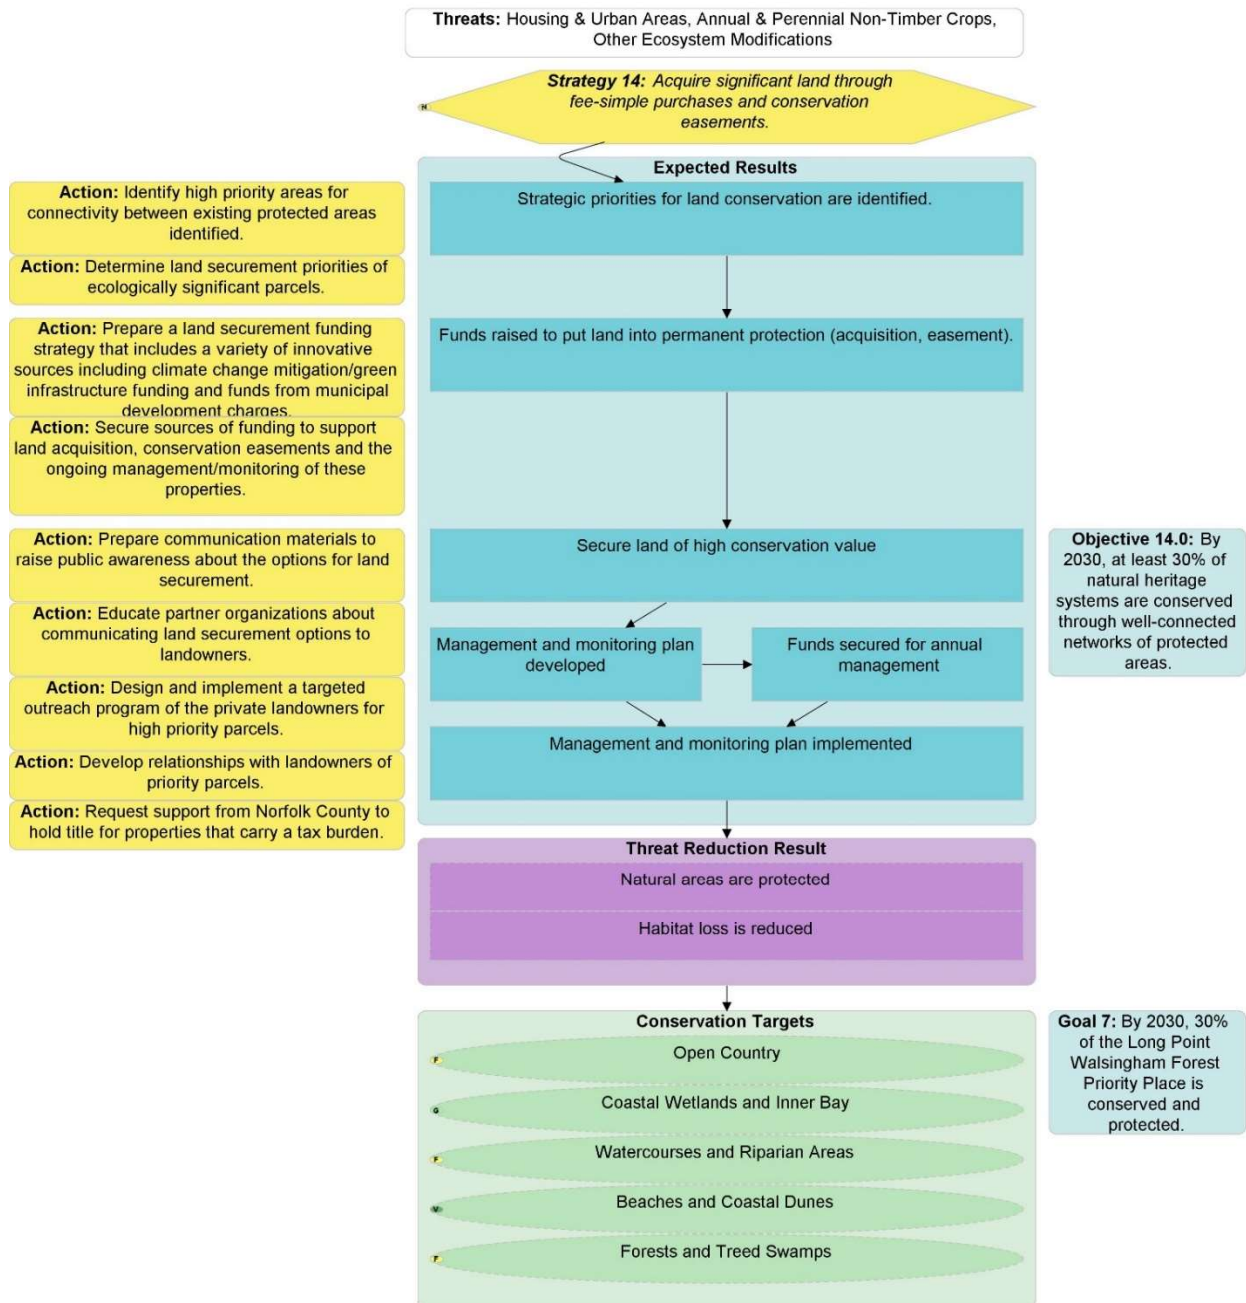 Threats: Housing & Urban Areas, Annual & Perennial Non-Timber Crops,
Other Ecosystem Modifications
Strategy 14: Acquire significant land through
fee-simple purchases and conservation
easements.
H
Expected Results
Strategic priorities for land conservation are identified.
Funds raised to put land into permanent protection (acquisition, easement).
Secure land of high conservation value
Management and monitoring plan
developed
Funds secured for annual
management
Management and monitoring plan implemented
Action: Identify high priority areas for
connectivity between existing protected areas
identified.
Action: Determine land securement priorities of
ecologically significant parcels.
Action: Prepare a land securement funding
strategy that includes a variety of innovative
sources including climate change mitigation/green
infrastructure funding and funds from municipal
development charges.
Action: Secure sources of funding to support
land acquisition, conservation easements and the
ongoing management/monitoring of these
properties.
Action: Prepare communication materials to
raise public awareness about the options for land
securement.
Action: Educate partner organizations about
communicating land securement options to
landowners.
Action: Design and implement a targeted
outreach program of the private landowners for
high priority parcels.
Action: Develop relationships with landowners of
priority parcels.
Action: Request support from Norfolk County to
hold title for properties that carry a tax burden.
Objective 14.0: By
2030, at least 30% of
natural heritage
systems are conserved
through well-connected
networks of protected
areas.
Threat Reduction Result
Natural areas are protected
Habitat loss is reduced
Conservation Targets
F
Open Country
G
Coastal Wetlands and Inner Bay
F
Watercourses and Riparian Areas
V
Beaches and Coastal Dunes
F
Forests and Treed Swamps
Goal 7: By 2030, 30%
of the Long Point
Walsingham Forest
Priority Place is
conserved and
protected.